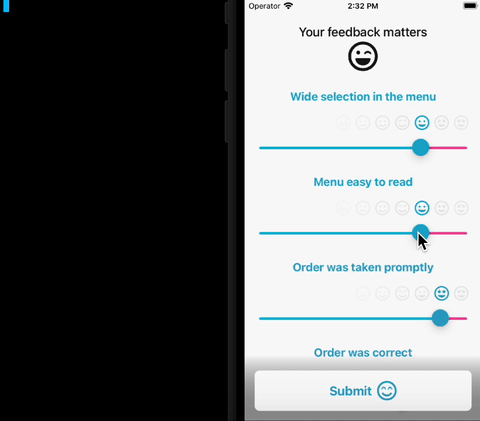 Operator 2:32 PM
Your feedback matters
Wide selection in the menu
Menu easy to read
Order was taken promptly
Order was correct
Submit